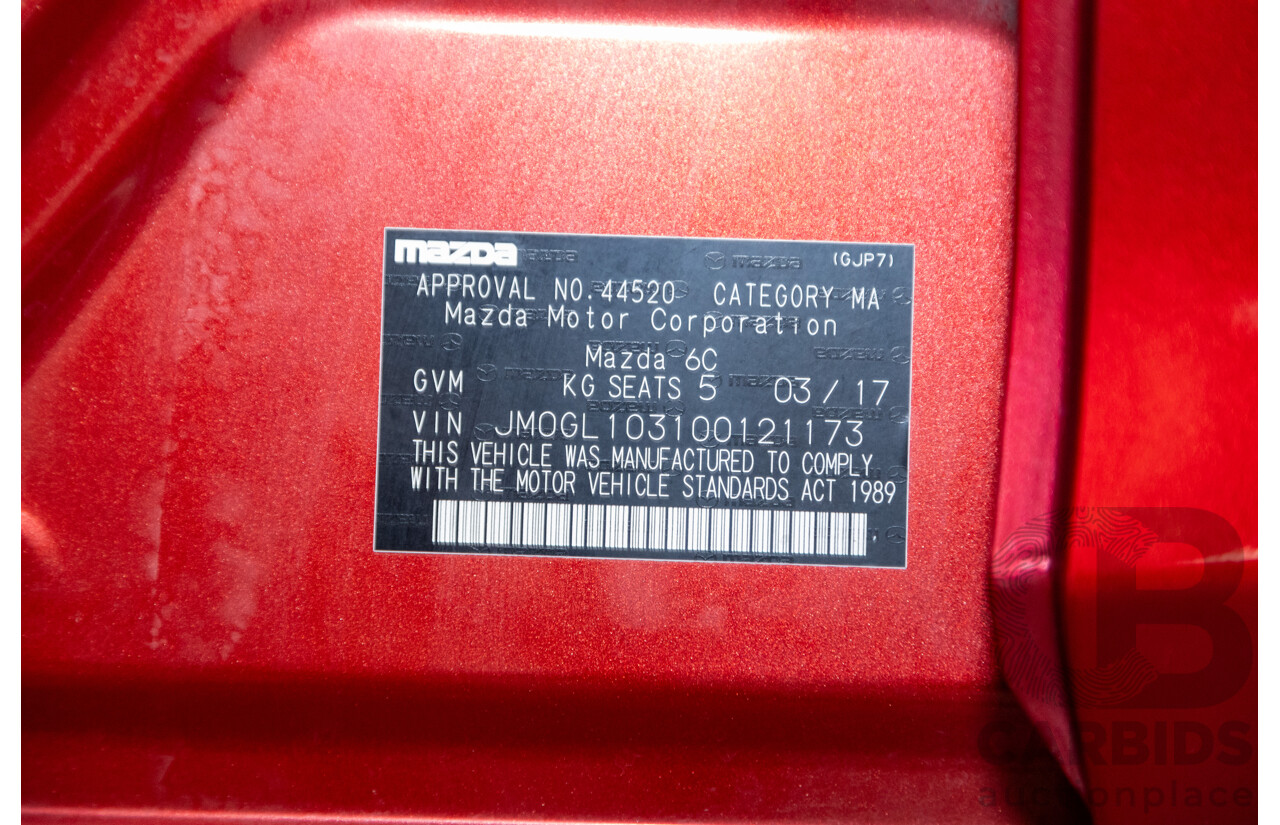 mazda (GJP7)
APPROVAL NO.44520 CATEGORY MA
Mazda Motor Corporation
Mazda 6C
GVM KG SEATS 5 03/17
VIN JM0GL103100121173
THIS VEHICLE WAS MANUFACTURED TO COMPLY
WITH THE MOTOR VEHICLE STANDARDS ACT 1989
CARBIDS
auctionplace